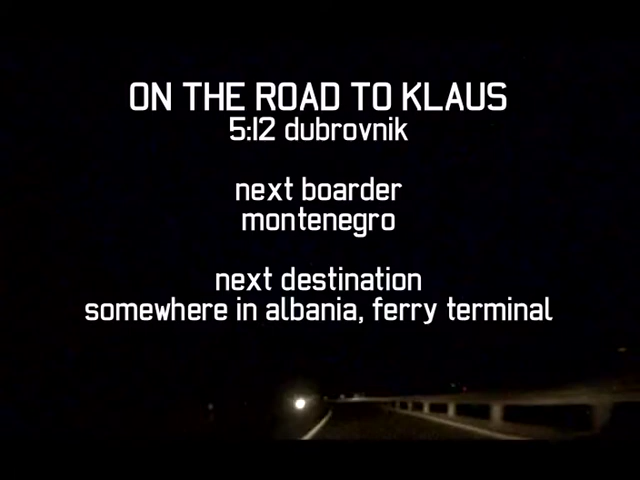 ON THE ROAD TO KLAUS
5:12 dubrovnik
next boarder
montenegro
next destination
somewhere in albania, ferry terminal